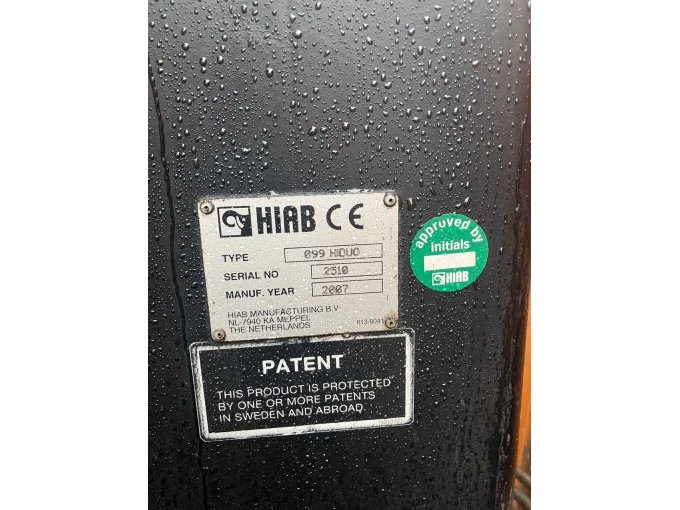 HIAB CE
TYPE 099 HIDUO
SERIAL NO 2510
MANUF. YEAR 2007
HIAB MANUFACTURING B.V
NL-7940 KA MEPPEL
THE NETHERLANDS
approved by
initials
HIAB
PATENT
THIS PRODUCT IS PROTECTED
BY ONE OR MORE PATENTS
IN SWEDEN AND ABROAD.